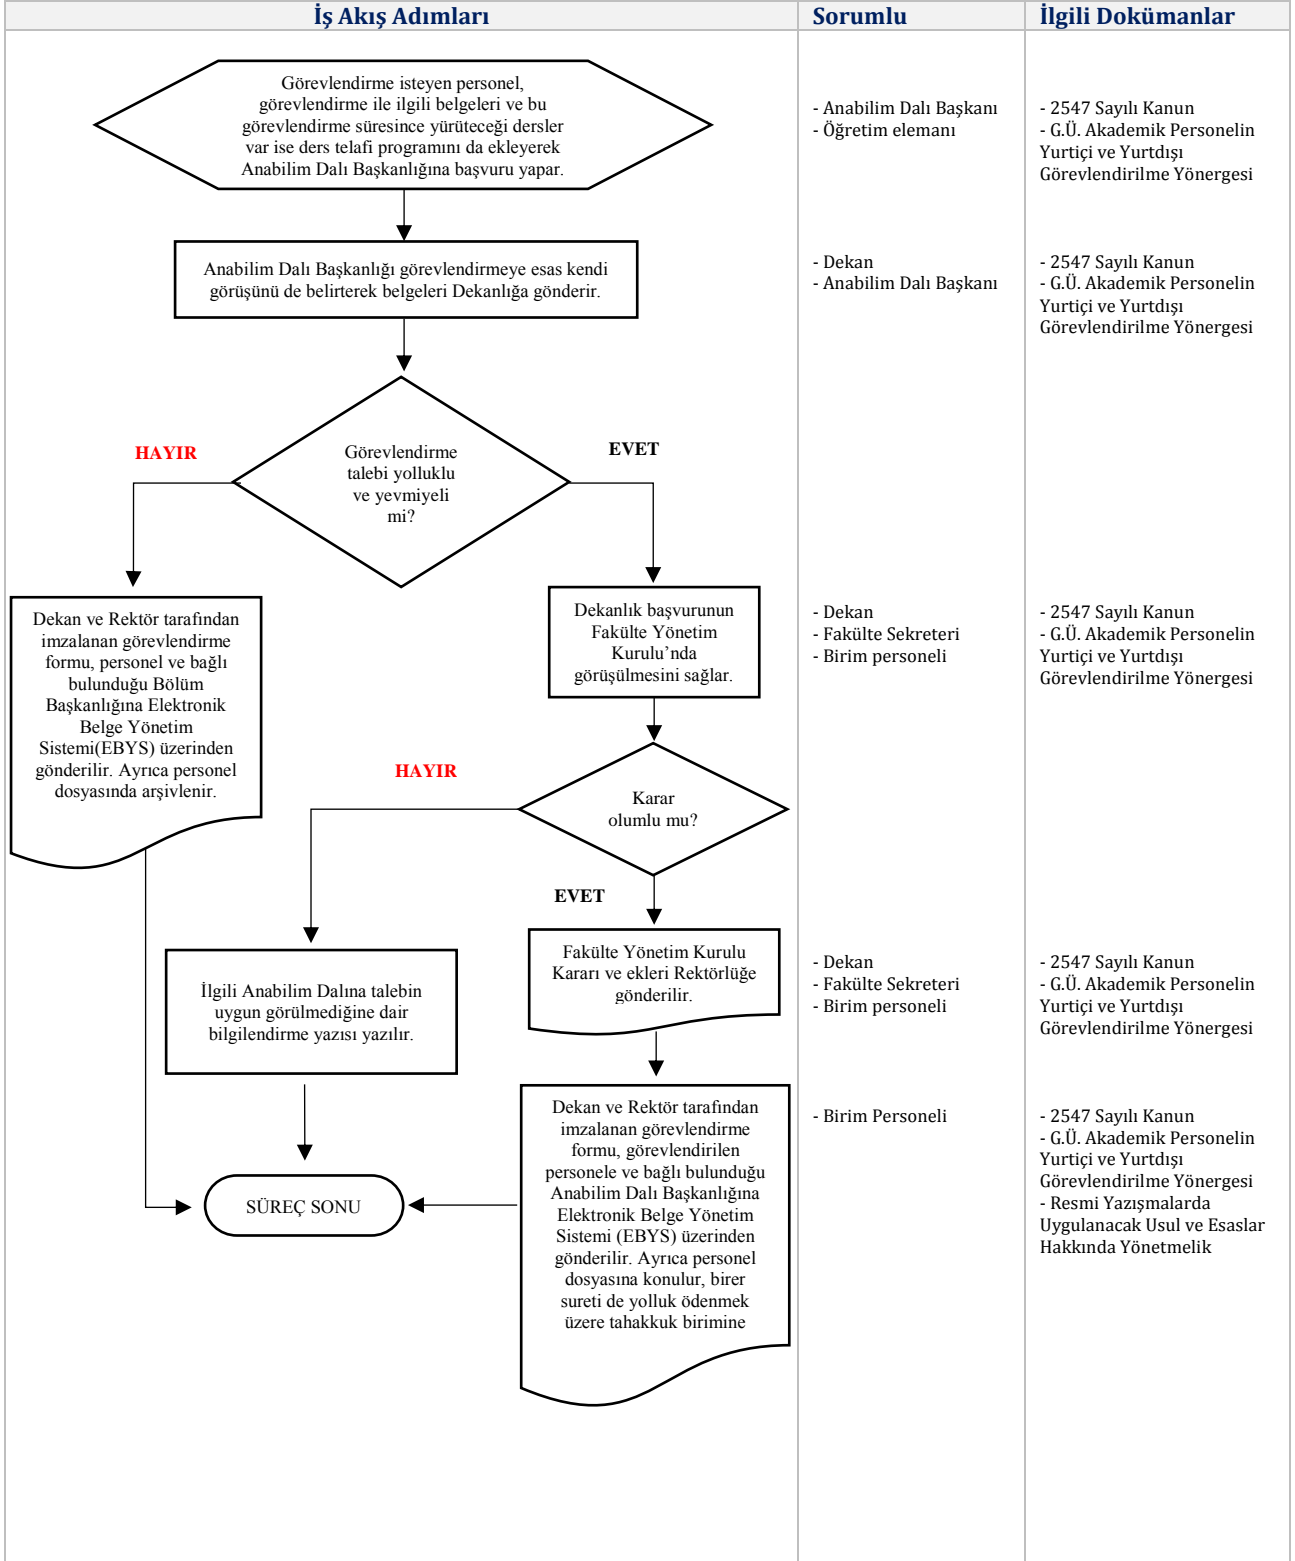 İş Akış Adımları
Sorumlu
İlgili Dokümanlar
Görevlendirme isteyen personel,
görevlendirme ile ilgili belgeleri ve bu
görevlendirme süresince yürüteceği dersler
var ise ders telafi programını da ekleyerek
Anabilim Dalı Başkanlığına başvuru yapar.
- Anabilim Dalı Başkanı
- Öğretim elemanı
- 2547 Sayılı Kanun
- G.Ü. Akademik Personelin
Yurtiçi ve Yurtdışı
Görevlendirilme Yönergesi
Anabilim Dalı Başkanlığı görevlendirmeye esas kendi
görüşünü de belirterek belgeleri Dekanlığa gönderir.
- Dekan
- Anabilim Dalı Başkanı
- 2547 Sayılı Kanun
- G.Ü. Akademik Personelin
Yurtiçi ve Yurtdışı
Görevlendirilme Yönergesi
HAYIR
Görevlendirme
talebi yolluklu
ve yevmiyeli
mi?
EVET
Dekan ve Rektör tarafından
imzalanan görevlendirme
formu, personel ve bağlı
bulunduğu Bölüm
Başkanlığına Elektronik
Belge Yönetim
Sistemi(EBYS) üzerinden
gönderilir. Ayrıca personel
dosyasında arşivlenir.
Dekanlık başvurunun
Fakülte Yönetim
Kurulu’nda
görüşülmesini sağlar.
- Dekan
- Fakülte Sekreteri
- Birim personeli
- 2547 Sayılı Kanun
- G.Ü. Akademik Personelin
Yurtiçi ve Yurtdışı
Görevlendirilme Yönergesi
HAYIR
Karar
olumlu mu?
EVET
İlgili Anabilim Dalına talebin
uygun görülmediğine dair
bilgilendirme yazısı yazılır.
Fakülte Yönetim Kurulu
Kararı ve ekleri Rektörlüğe
gönderilir.
- Dekan
- Fakülte Sekreteri
- Birim personeli
- 2547 Sayılı Kanun
- G.Ü. Akademik Personelin
Yurtiçi ve Yurtdışı
Görevlendirilme Yönergesi
SÜREÇ SONU
Dekan ve Rektör tarafından
imzalanan görevlendirme
formu, görevlendirilen
personele ve bağlı bulunduğu
Anabilim Dalı Başkanlığına
Elektronik Belge Yönetim
Sistemi (EBYS) üzerinden
gönderilir. Ayrıca personel
dosyasına konulur, birer
sureti de yolluk ödenmek
üzere tahakkuk birimine
- Birim Personeli
- 2547 Sayılı Kanun
- G.Ü. Akademik Personelin
Yurtiçi ve Yurtdışı
Görevlendirilme Yönergesi
- Resmi Yazışmalarda
Uygulanacak Usul ve Esaslar
Hakkında Yönetmelik